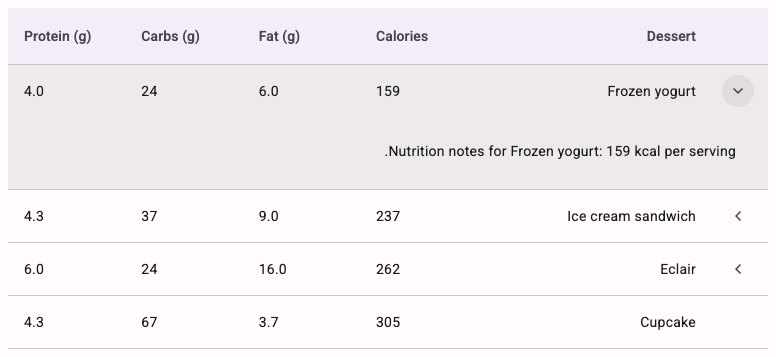 Protein (g) Carbs (g) Fat (g) Calories Dessert
4.0 24 6.0 159 Frozen yogurt
.Nutrition notes for Frozen yogurt: 159 kcal per serving
4.3 37 9.0 237 Ice cream sandwich
6.0 24 16.0 262 Eclair
4.3 67 3.7 305 Cupcake